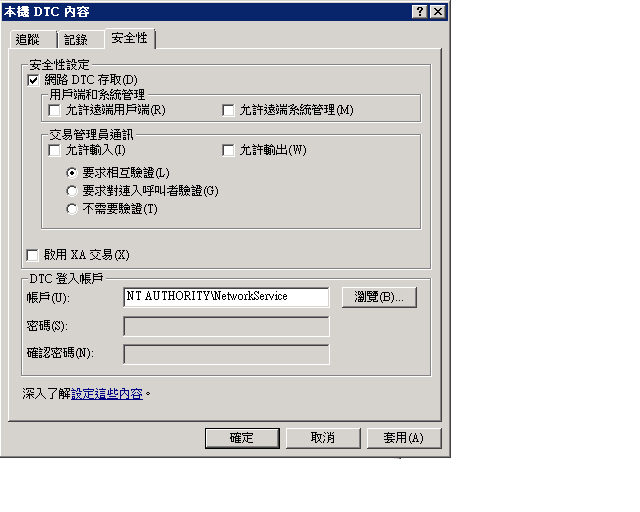 本機 DTC 內容
追蹤 記錄 安全性
安全性設定
網路 DTC 存取(D)
用戶端和系統管理
允許遠端用戶端(R) 允許遠端系統管理(M)
交易管理員通訊
允許輸入(I) 允許輸出(W)
要求相互驗證(L)
要求對連入呼叫者驗證(G)
不需要驗證(T)
啟用 XA 交易(X)
DTC 登入帳戶
帳戶(U): NT AUTHORITY\NetworkService 瀏覽(B)...
密碼(S):
確認密碼(N):
深入了解設定這些內容。
確定 取消 套用(A)